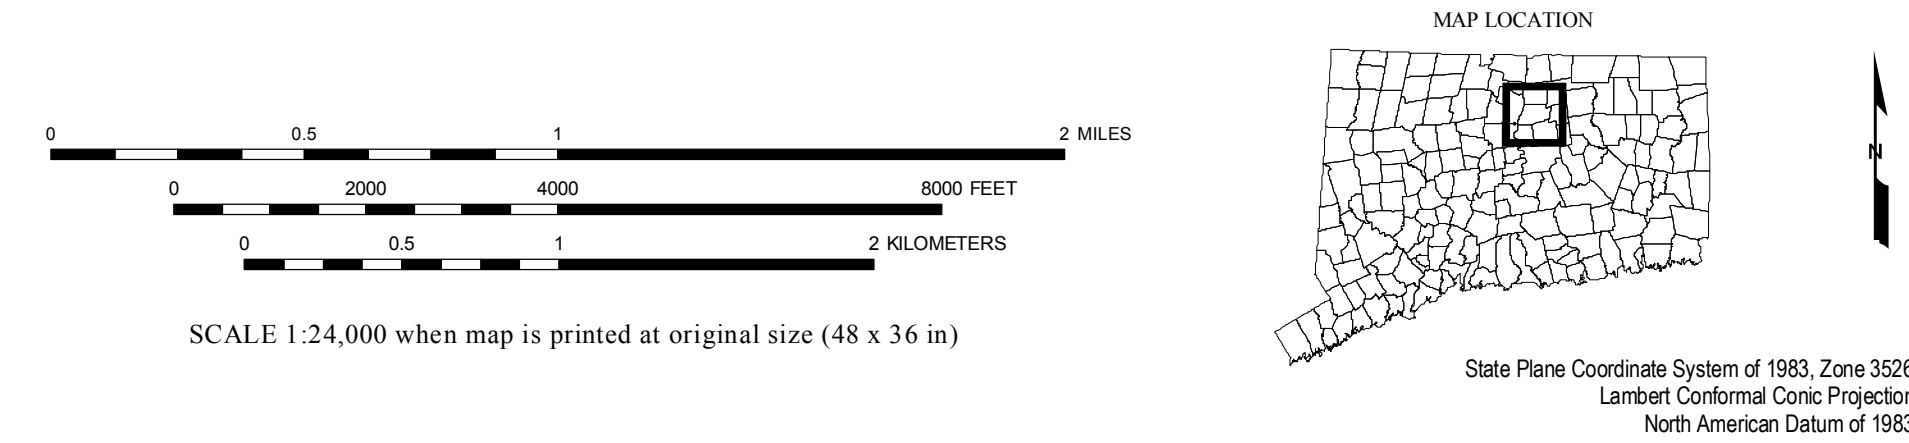 MAP LOCATION
0 0.5 1 2 MILES
0 2000 4000 8000 FEET
0 0.5 1 2 KILOMETERS
SCALE 1:24,000 when map is printed at original size (48 x 36 in)
N
State Plane Coordinate System of 1983, Zone 3526
Lambert Conformal Conic Projection
North American Datum of 1983